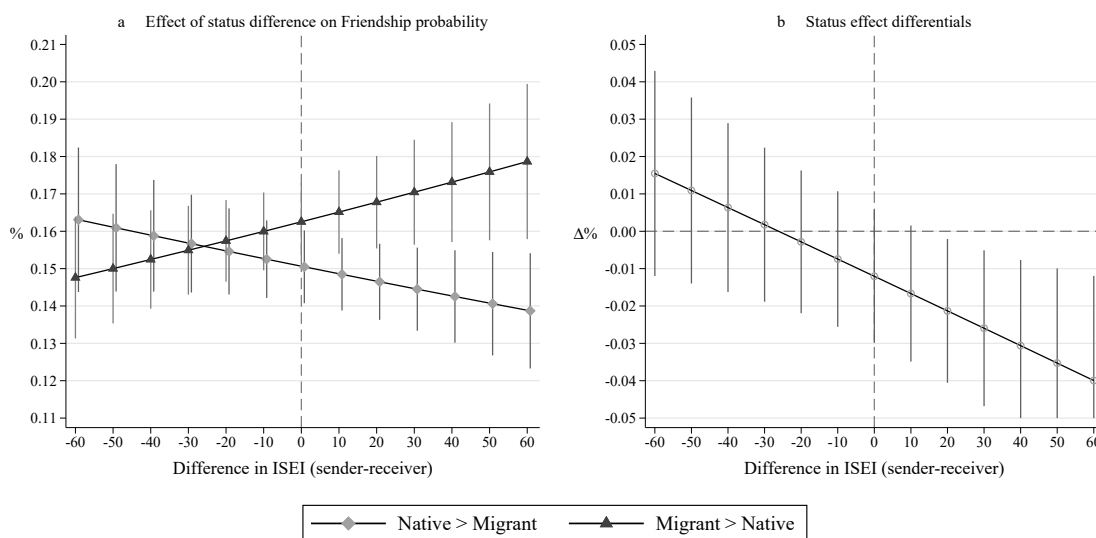 a Effect of status difference on Friendship probability
0.21
0.20
0.19
0.18
0.17
%
0.16
0.15
0.14
0.13
0.12
0.11
-60 -50 -40 -30 -20 -10 0 10 20 30 40 50 60
Difference in ISEI (sender-receiver)
b Status effect differentials
0.05
0.04
0.03
0.02
0.01
Δ%
0.00
-0.01
-0.02
-0.03
-0.04
-0.05
-60 -50 -40 -30 -20 -10 0 10 20 30 40 50 60
Difference in ISEI (sender-receiver)
Native > Migrant Migrant > Native